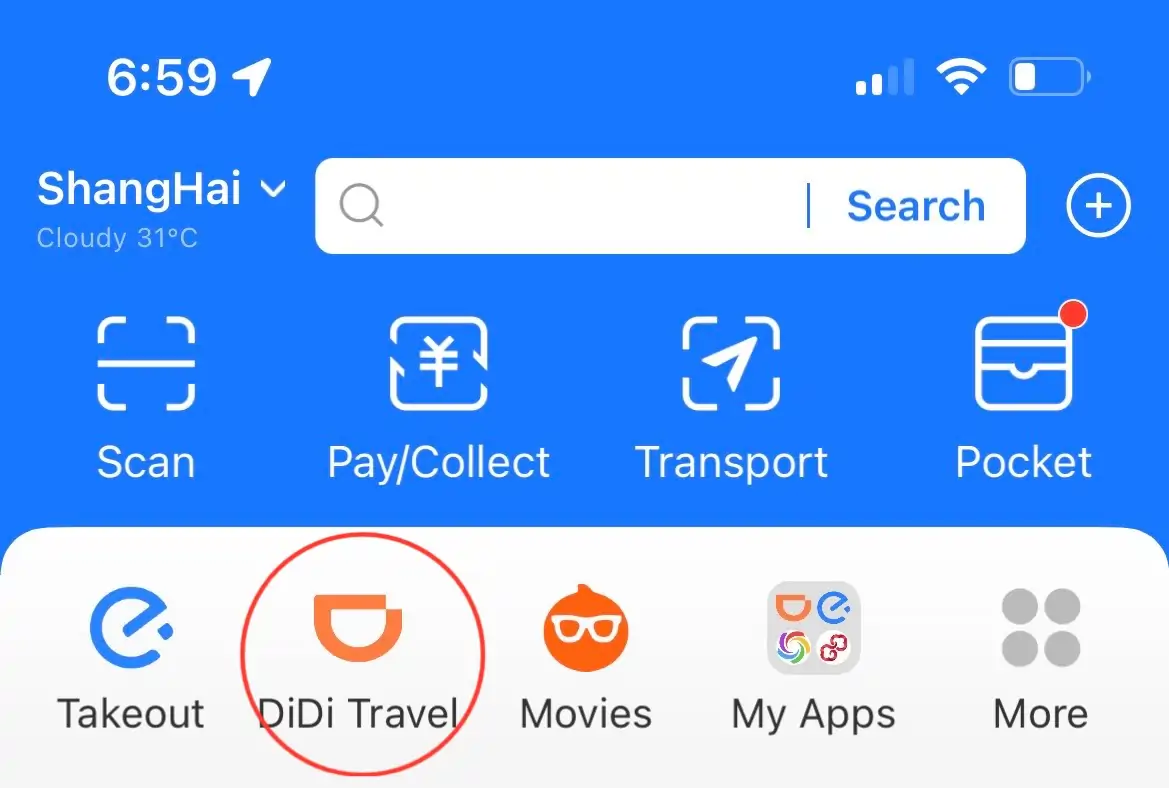 6:59
ShangHai
Cloudy 31°C
Search
Scan
Pay/Collect
Transport
Pocket
Takeout
DiDi Travel
Movies
My Apps
More